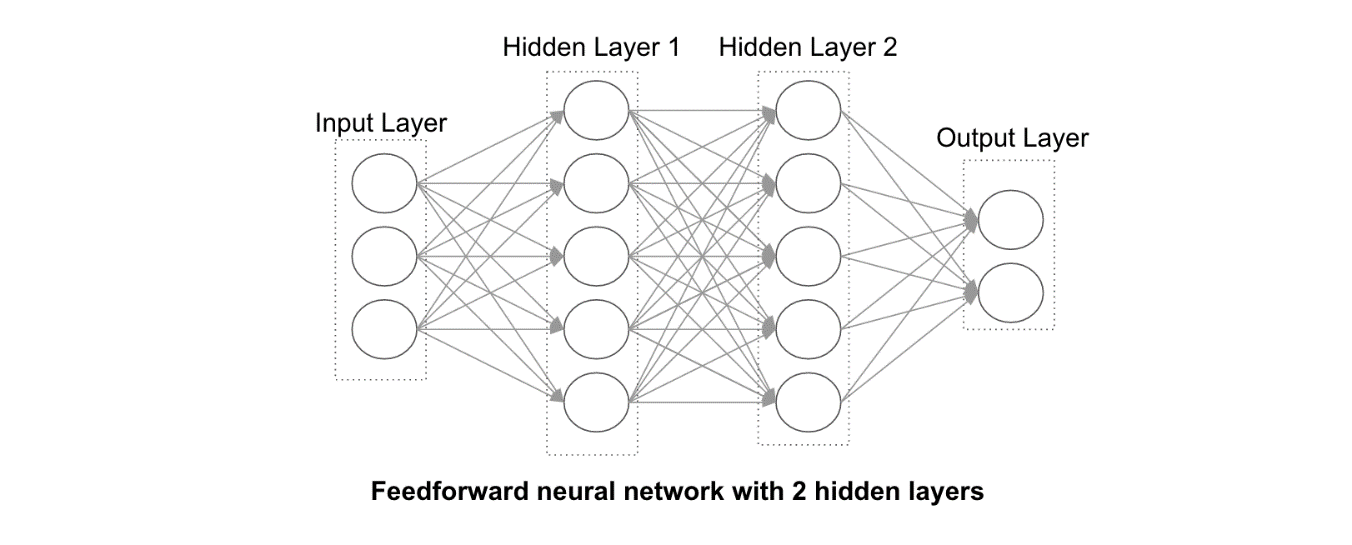 Hidden Layer 1
Hidden Layer 2
Input Layer
Output Layer
Feedforward neural network with 2 hidden layers